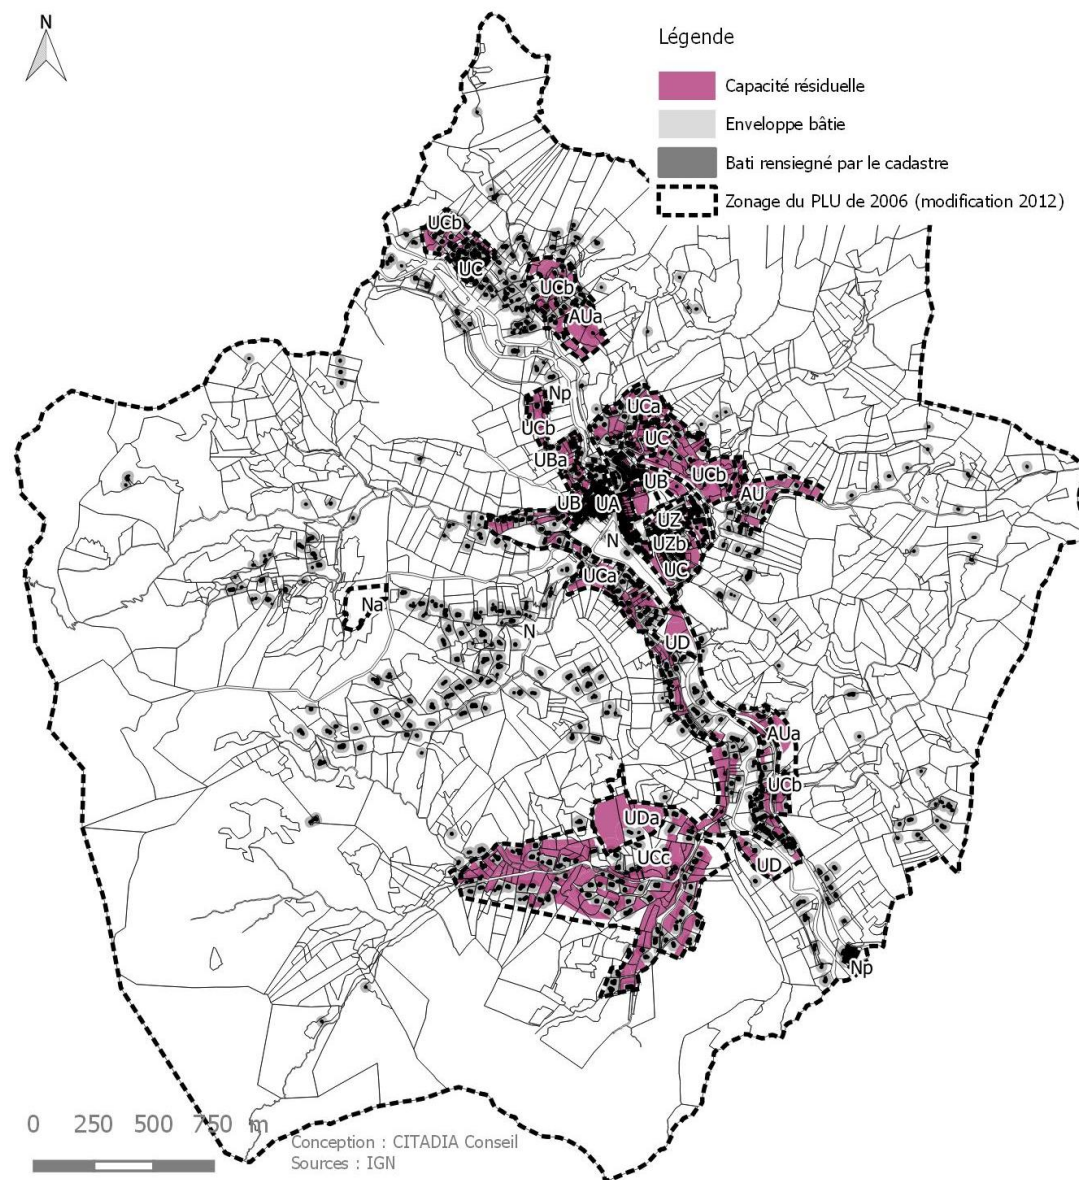 N
Légende
Capacité résiduelle
Enveloppe bâtie
Bati rensiegné par le cadastre
Zonage du PLU de 2006 (modification 2012)
UCb
UC
UCb
AUa
Np
UCa
UCb
UC
UBa
UCb
UB
AU
UB
UA
UZ
N
UZb
UCa
UC
Na
N
UD
AUa
UCb
UDa
UCc
UD
Np
0 250 500 750 m
Conception : CITADIA Conseil
Sources : IGN